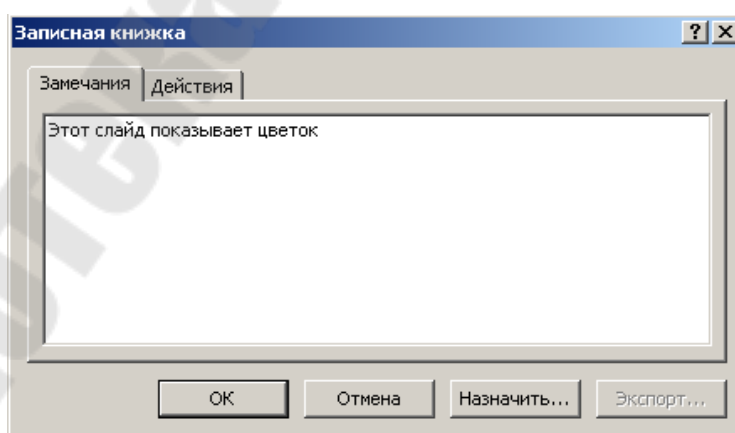 Записная книжка
Замечания Действия
Этот слайд показывает цветок
ОК Отмена Назначить... Экспорт...